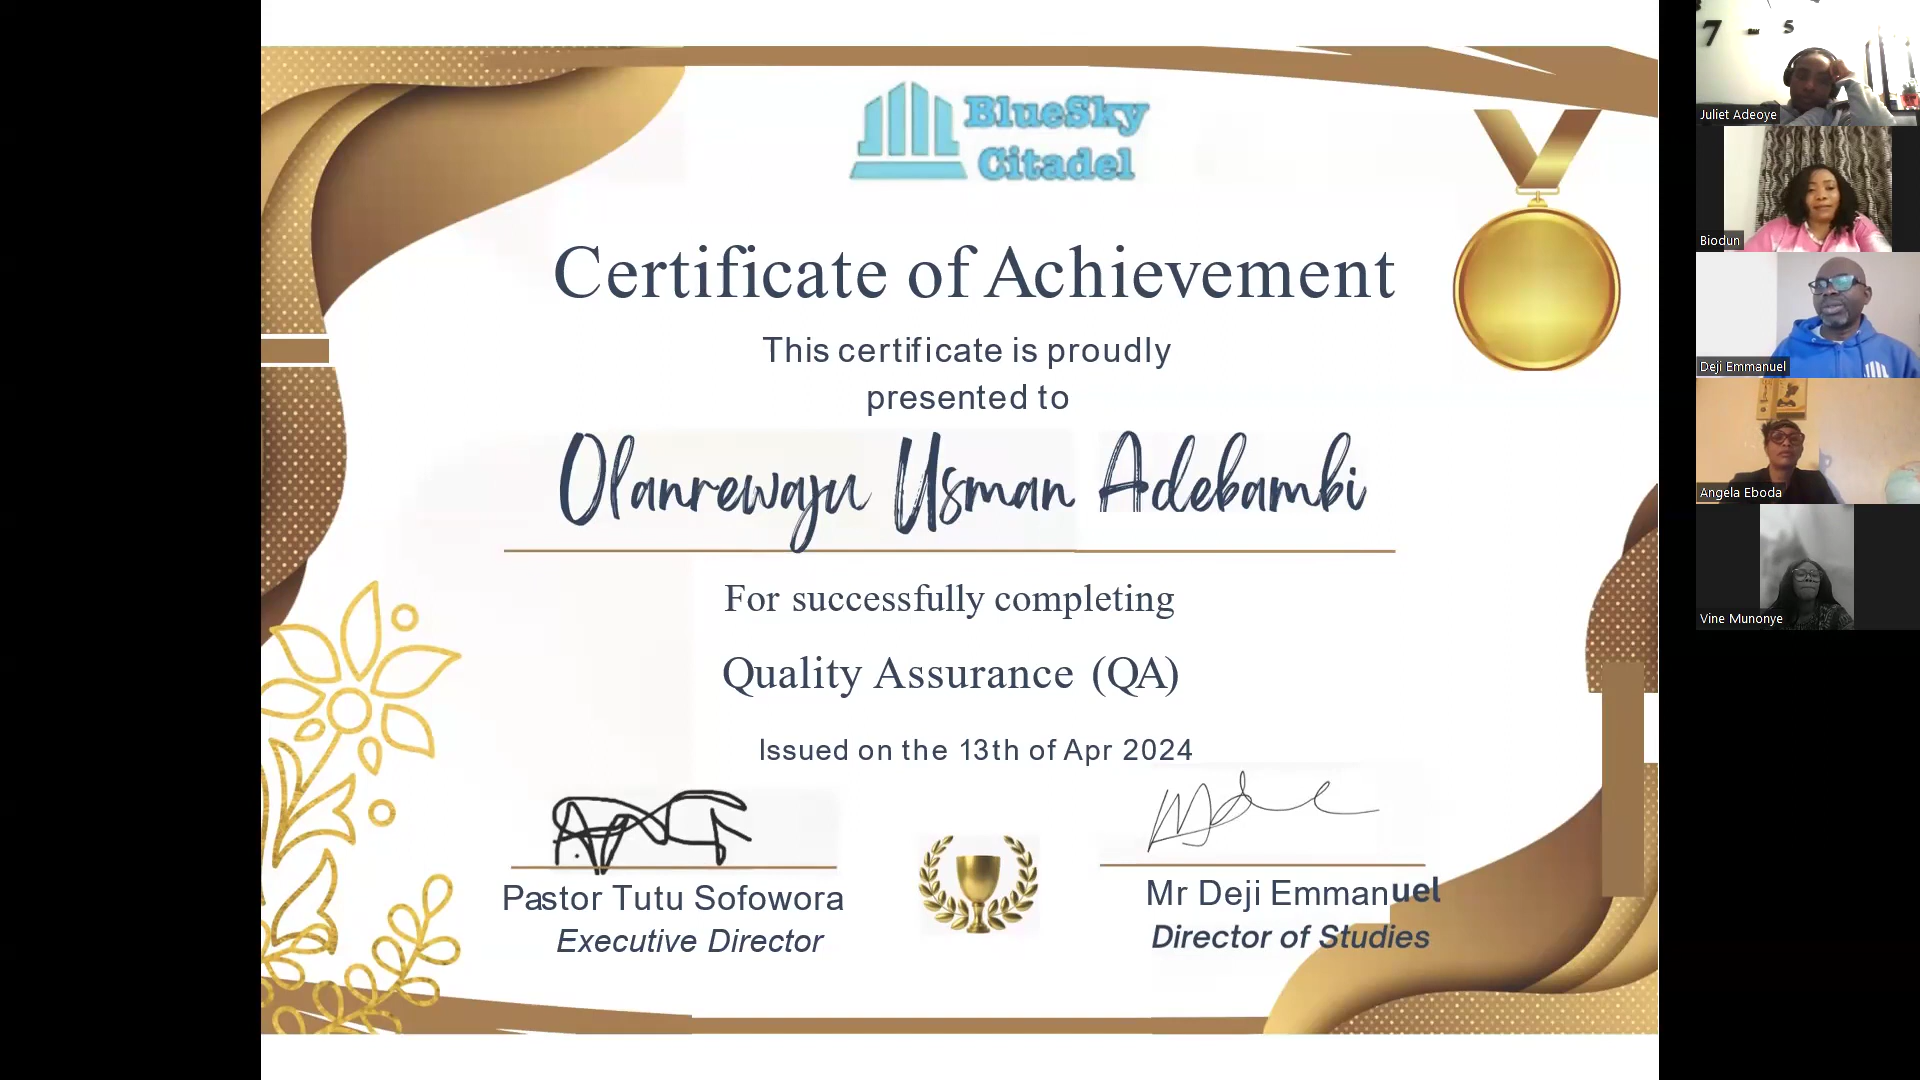 BlueSky
Citadel
Certificate of Achievement
This certificate is proudly
presented to
Olanrewaju Usman Adebambi
For successfully completing
Quality Assurance (QA)
Issued on the 13th of Apr 2024
Pastor Tutu Sofowora
Executive Director
Mr Deji Emmanuel
Director of Studies
7 5
Juliet Adeoye
Biodun
Deji Emmanuel
Angela Eboda
Vine Munonye